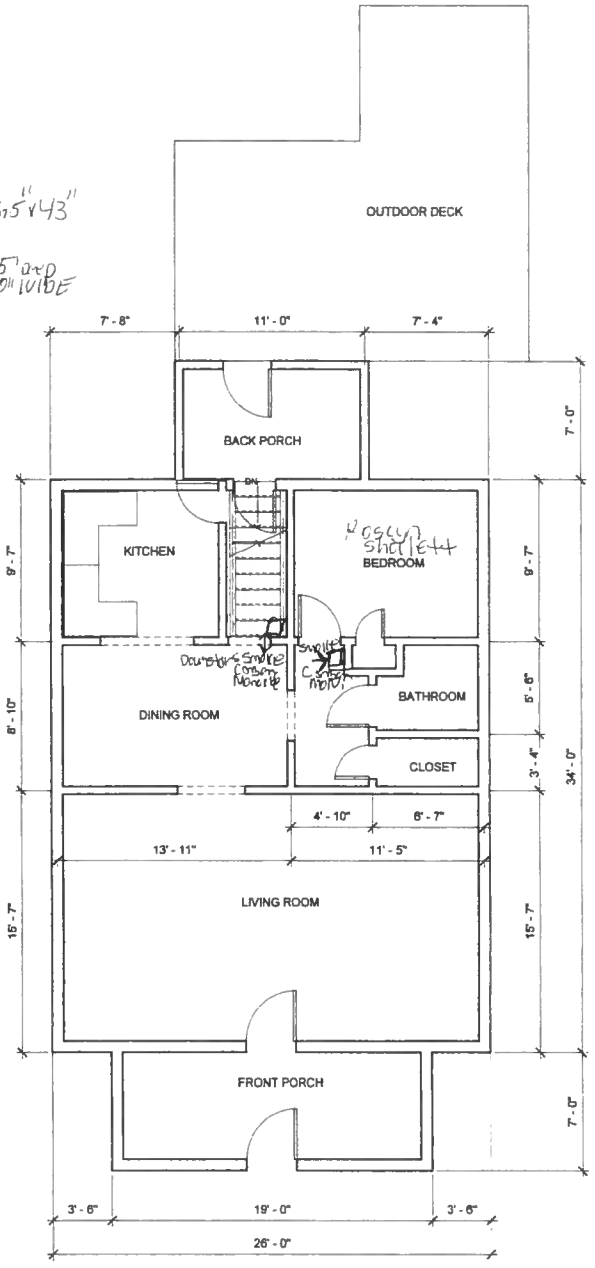 OUTDOOR DECK
7' - 8"
11' - 0"
7' - 4"
7' - 0"
BACK PORCH
DN
9' - 7"
KITCHEN
BEDROOM
9' - 7"
Smoke
Carbon
8' - 10"
DINING ROOM
BATHROOM
5' - 6"
CLOSET
3' - 4"
34' - 0"
4' - 10"
6' - 7"
13' - 11"
11' - 5"
LIVING ROOM
15' - 7"
15' - 7"
FRONT PORCH
7' - 0"
3' - 6"
19' - 0"
3' - 6"
26' - 0"